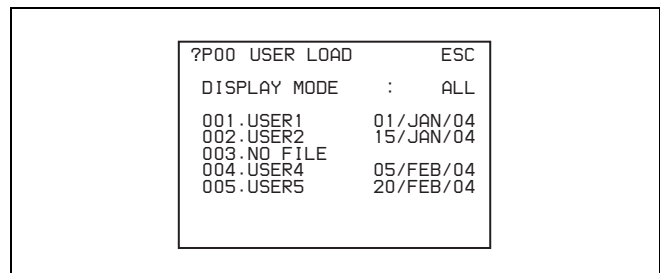 ?P00 USER LOAD ESC
DISPLAY MODE : ALL
001.USER1 01/JAN/04
002.USER2 15/JAN/04
003.NO FILE
004.USER4 05/FEB/04
005.USER5 20/FEB/04